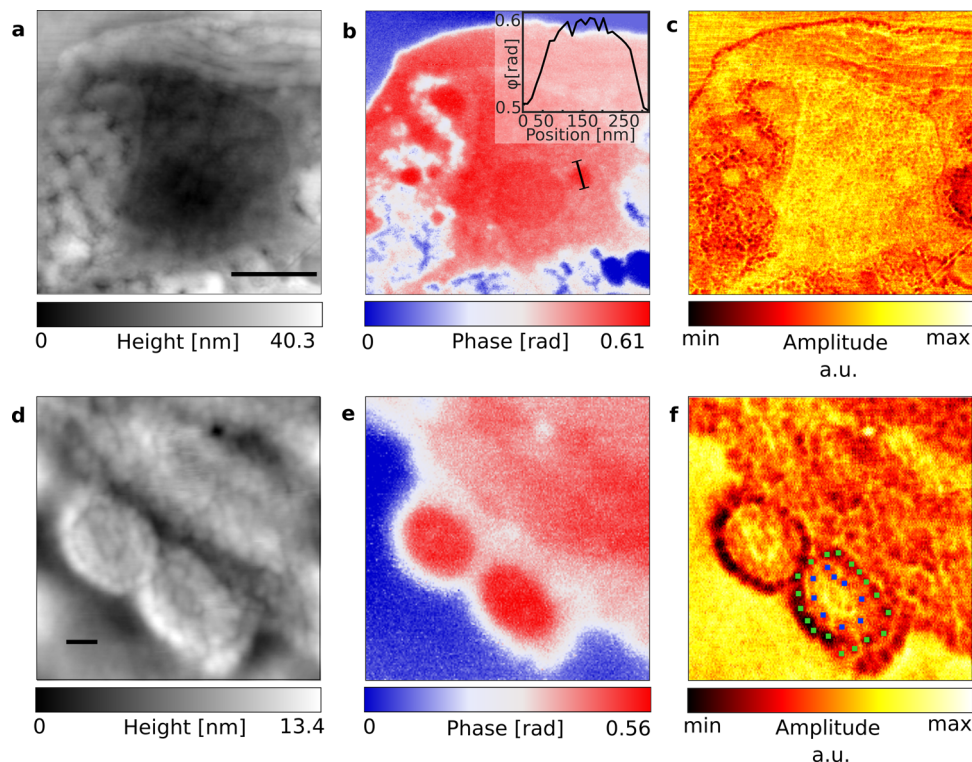 a
b
c
0.6
φ[rad]
0.5
0 50 150 250
Position [nm]
0 Height [nm] 40.3
0 Phase [rad] 0.61
min Amplitude max
a.u.
d
e
f
0 Height [nm] 13.4
0 Phase [rad] 0.56
min Amplitude max
a.u.